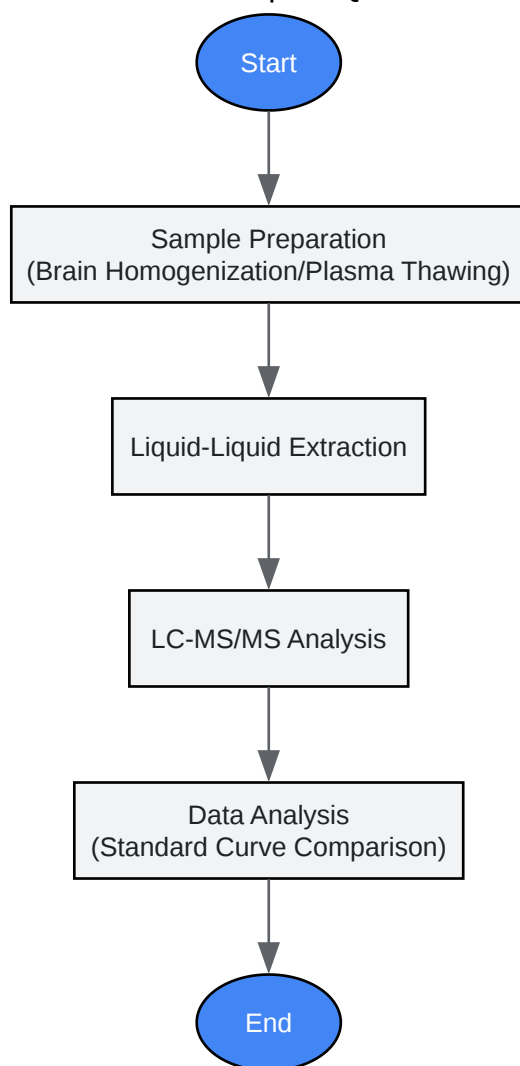 Start
Sample Preparation
(Brain Homogenization/Plasma Thawing)
Liquid-Liquid Extraction
LC-MS/MS Analysis
Data Analysis
(Standard Curve Comparison)
End